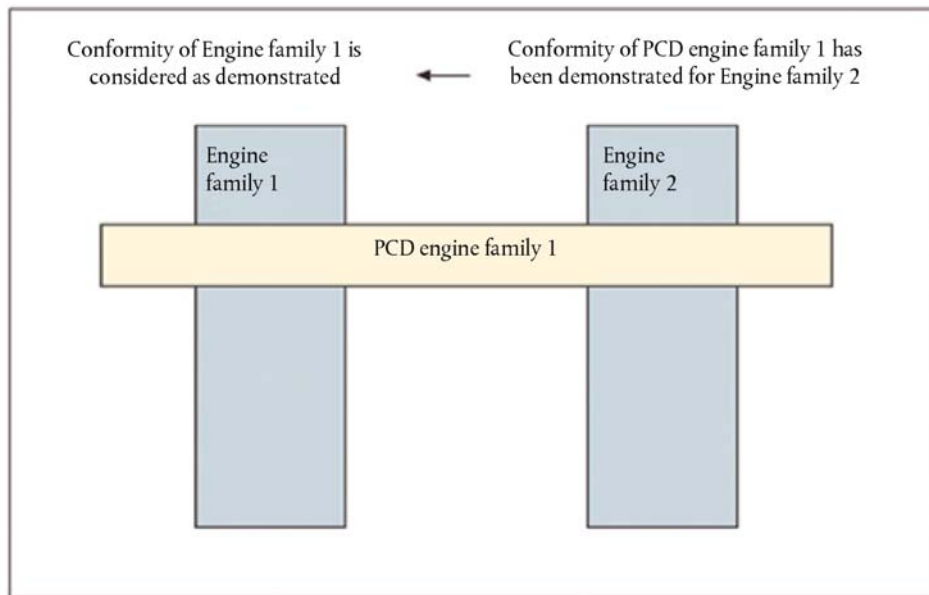 Conformity of Engine family 1 is
considered as demonstrated
Conformity of PCD engine family 1 has
been demonstrated for Engine family 2
Engine
family 1
Engine
family 2
PCD engine family 1